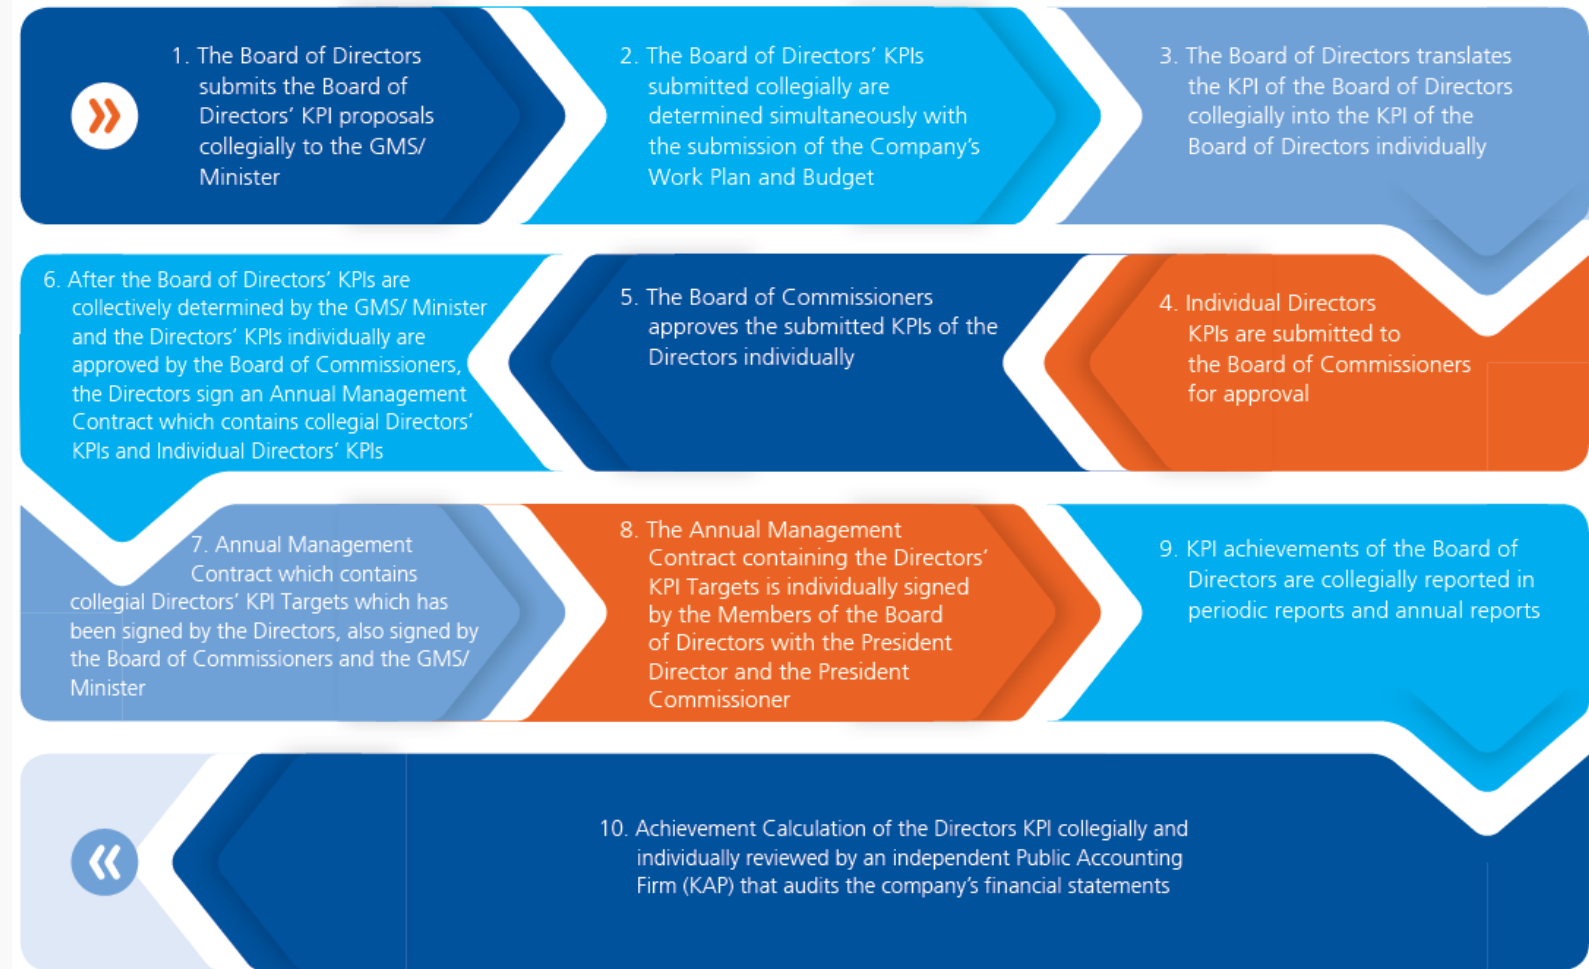 1. The Board of Directors
submits the Board of
Directors’ KPI proposals
collegially to the GMS/
Minister
2. The Board of Directors’ KPIs
submitted collegially are
determined simultaneously with
the submission of the Company’s
Work Plan and Budget
3. The Board of Directors translates
the KPI of the Board of Directors
collegially into the KPI of the
Board of Directors individually
4. Individual Directors
KPIs are submitted to
the Board of Commissioners
for approval
5. The Board of Commissioners
approves the submitted KPIs of the
Directors individually
6. After the Board of Directors’ KPIs are
collectively determined by the GMS/ Minister
and the Directors’ KPIs individually are
approved by the Board of Commissioners,
the Directors sign an Annual Management
Contract which contains collegial Directors’
KPIs and Individual Directors’ KPIs
7. Annual Management
Contract which contains
collegial Directors’ KPI Targets which has
been signed by the Directors, also signed by
the Board of Commissioners and the GMS/
Minister
8. The Annual Management
Contract containing the Directors’
KPI Targets is individually signed
by the Members of the Board
of Directors with the President
Director and the President
Commissioner
9. KPI achievements of the Board of
Directors are collegially reported in
periodic reports and annual reports
10. Achievement Calculation of the Directors KPI collegially and
individually reviewed by an independent Public Accounting
Firm (KAP) that audits the company’s financial statements